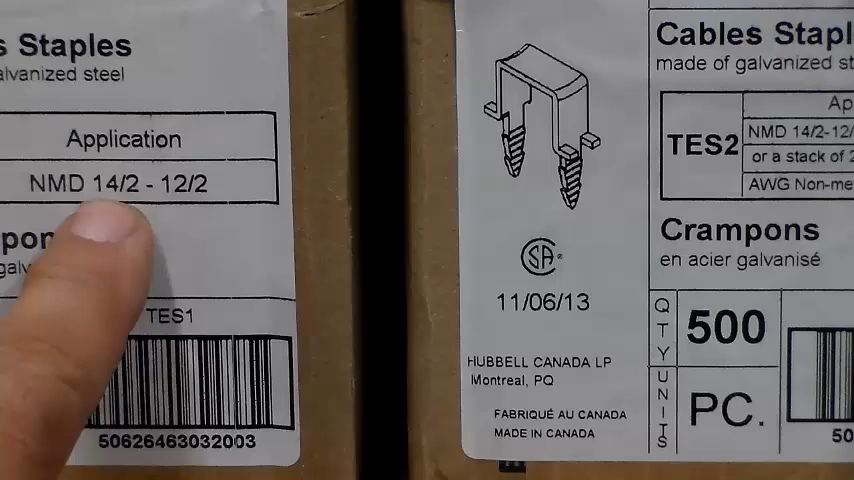 s Staples
alvanized steel
Application
NMD 14/2 - 12/2
pon
galv
TES1
50626463032003
CSA
11/06/13
HUBBELL CANADA LP
Montreal, PQ
FABRIQUÉ AU CANADA
MADE IN CANADA
Cables Stapl
made of galvanized st
Ap
TES2
NMD 14/2-12/
or a stack of 2
AWG Non-me
Crampons
en acier galvanisé
QTY
500
UNITS
PC.
50